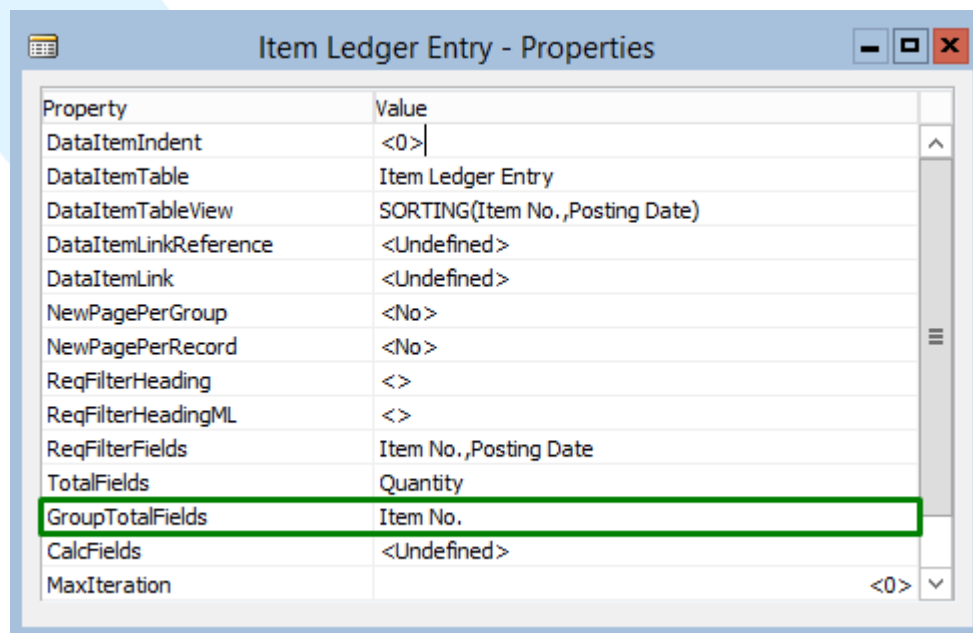 Item Ledger Entry - Properties
Property Value
DataItemIndent <0>
DataItemTable Item Ledger Entry
DataItemTableView SORTING(Item No.,Posting Date)
DataItemLinkReference <Undefined>
DataItemLink <Undefined>
NewPagePerGroup <No>
NewPagePerRecord <No>
ReqFilterHeading <>
ReqFilterHeadingML <>
ReqFilterFields Item No.,Posting Date
TotalFields Quantity
GroupTotalFields Item No.
CalcFields <Undefined>
MaxIteration <0>